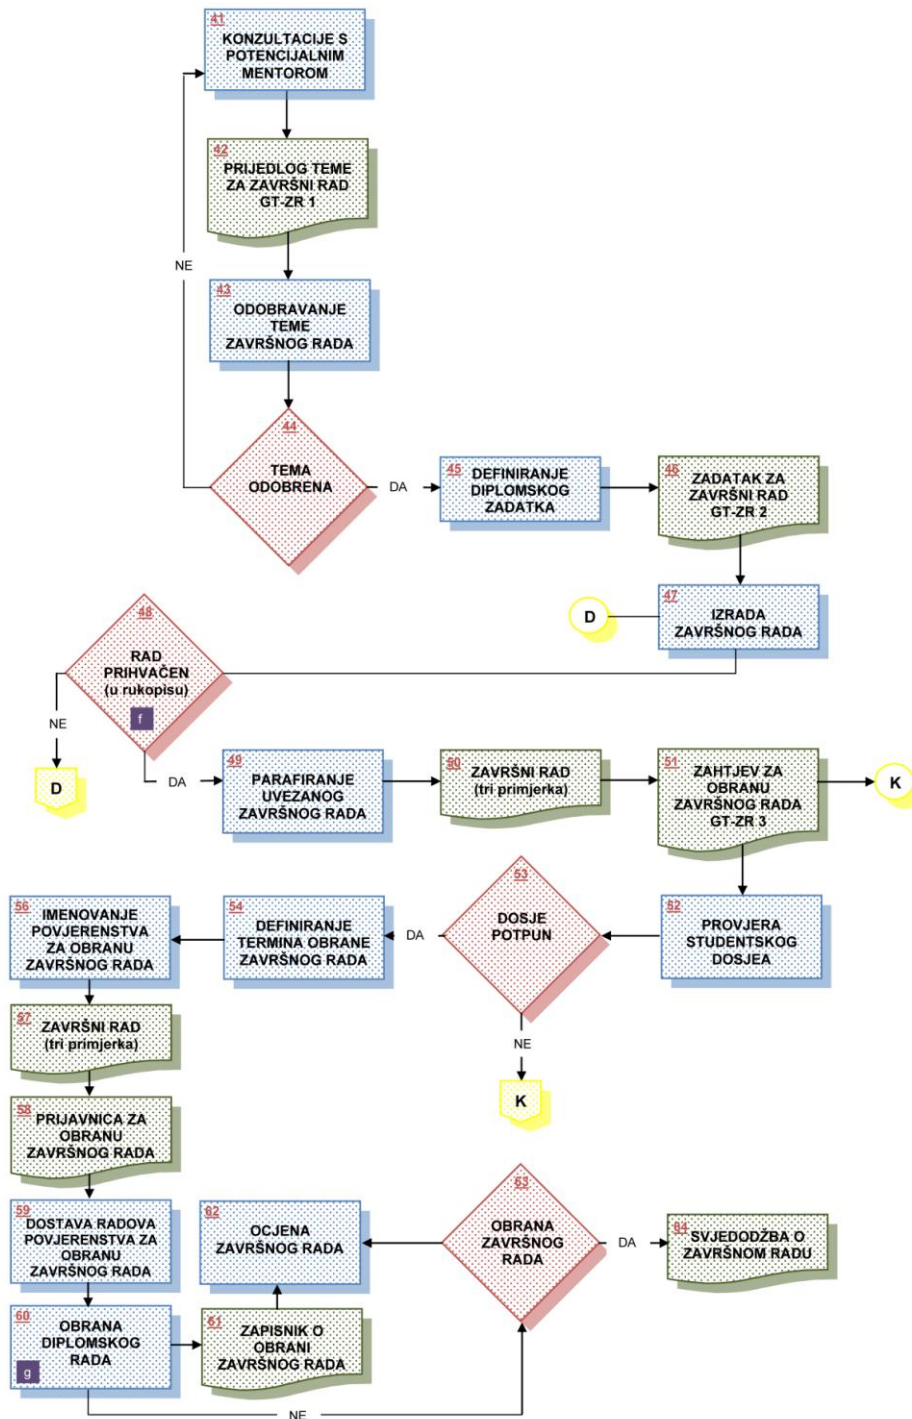 41
KONZULTACIJE S
POTENCIJALNIM
MENTOROM
42
PRIJEDLOG TEME
ZA ZAVRŠNI RAD
GT-ZR 1
NE
43
ODOBRAVANJE
TEME
ZAVRŠNOG RADA
44
TEMA
ODOBRENA
DA
45
DEFINIRANJE
DIPLOMSKOG
ZADATKA
46
ZADATAK ZA
ZAVRŠNI RAD
GT-ZR 2
47
IZRADA
ZAVRŠNOG RADA
D
48
RAD
PRIHVAČEN
(u rukopisu)
f
NE
D
DA
49
PARAFIRANJE
UVEZANOG
ZAVRŠNOG RADA
50
ZAVRŠNI RAD
(tri primjerka)
51
ZAHTJEV ZA
OBRANU
ZAVRŠNOG RADA
GT-ZR 3
K
52
PROVJERA
STUDENTSKOG
DOSJEA
53
DOSJE
POTPUN
DA
NE
K
54
DEFINIRANJE
TERMINA OBRANE
ZAVRŠNOG RADA
56
IMENOVANJE
POVJERENSTVA
ZA OBRANU
ZAVRŠNOG RADA
57
ZAVRŠNI RAD
(tri primjerka)
58
PRIJAVNICA ZA
OBRANU
ZAVRŠNOG RADA
59
DOSTAVA RADOVA
POVJERENSTVA ZA
OBRANU
ZAVRŠNOG RADA
60
OBRANA
DIPLOMSKOG
RADA
g
61
ZAPISNIK O
OBRANI
ZAVRŠNOG RADA
62
OCJENA
ZAVRŠNOG RADA
63
OBRANA
ZAVRŠNOG
RADA
DA
64
SVJEDODŽBA O
ZAVRŠNOM RADU
NE